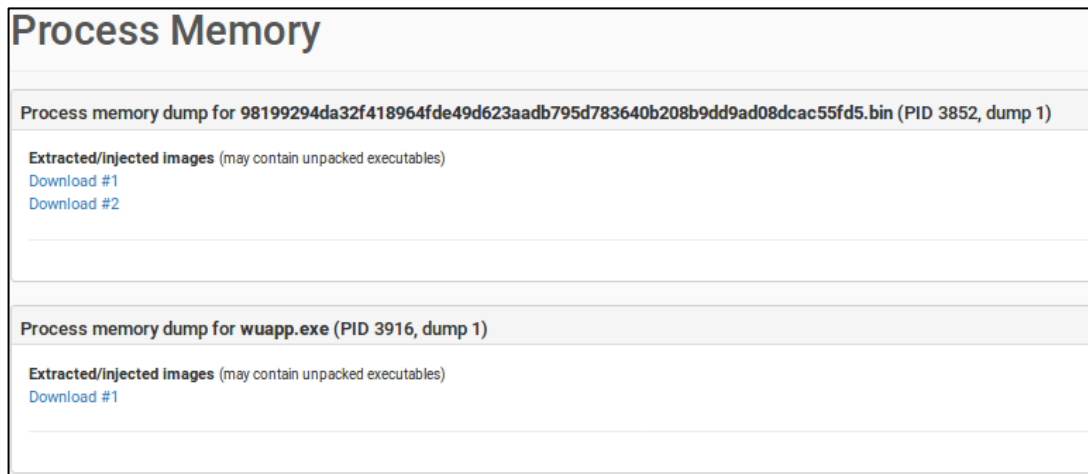 Process Memory
Process memory dump for 98199294da32f418964fde49d623aadb795d783640b208b9dd9ad08dcac55fd5.bin (PID 3852, dump 1)
Extracted/injected images (may contain unpacked executables)
Download #1
Download #2
Process memory dump for wuapp.exe (PID 3916, dump 1)
Extracted/injected images (may contain unpacked executables)
Download #1